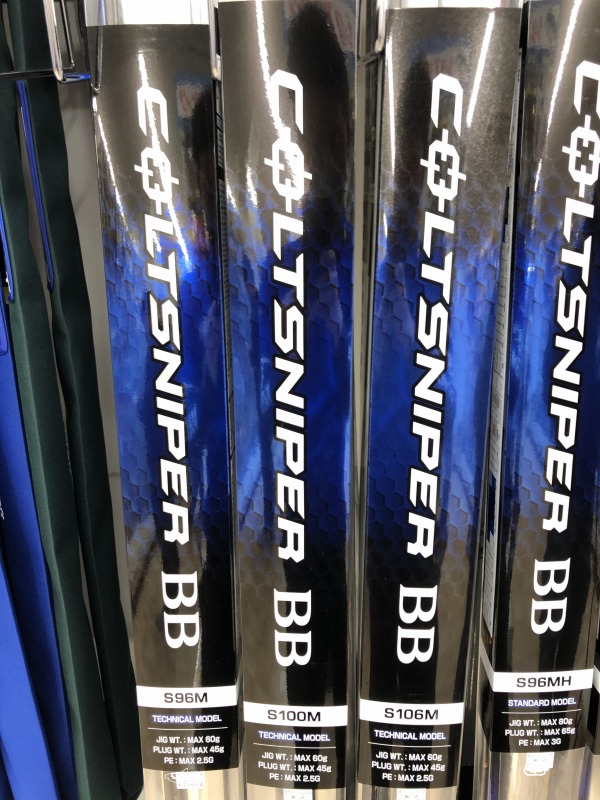 COLTSNIPER BB
S96M
TECHNICAL MODEL
JIG WT. : MAX 60g
PLUG WT. : MAX 45g
PE : MAX 2.5G
COLTSNIPER BB
S100M
TECHNICAL MODEL
JIG WT. : MAX 60g
PLUG WT. : MAX 45g
PE : MAX 2.5G
COLTSNIPER BB
S106M
TECHNICAL MODEL
JIG WT. : MAX 60g
PLUG WT. : MAX 45g
PE : MAX 2.5G
COLTSNIPER BB
S96MH
STANDARD MODEL
JIG WT. : MAX 80g
PLUG WT. : MAX 65g
PE : MAX 3G